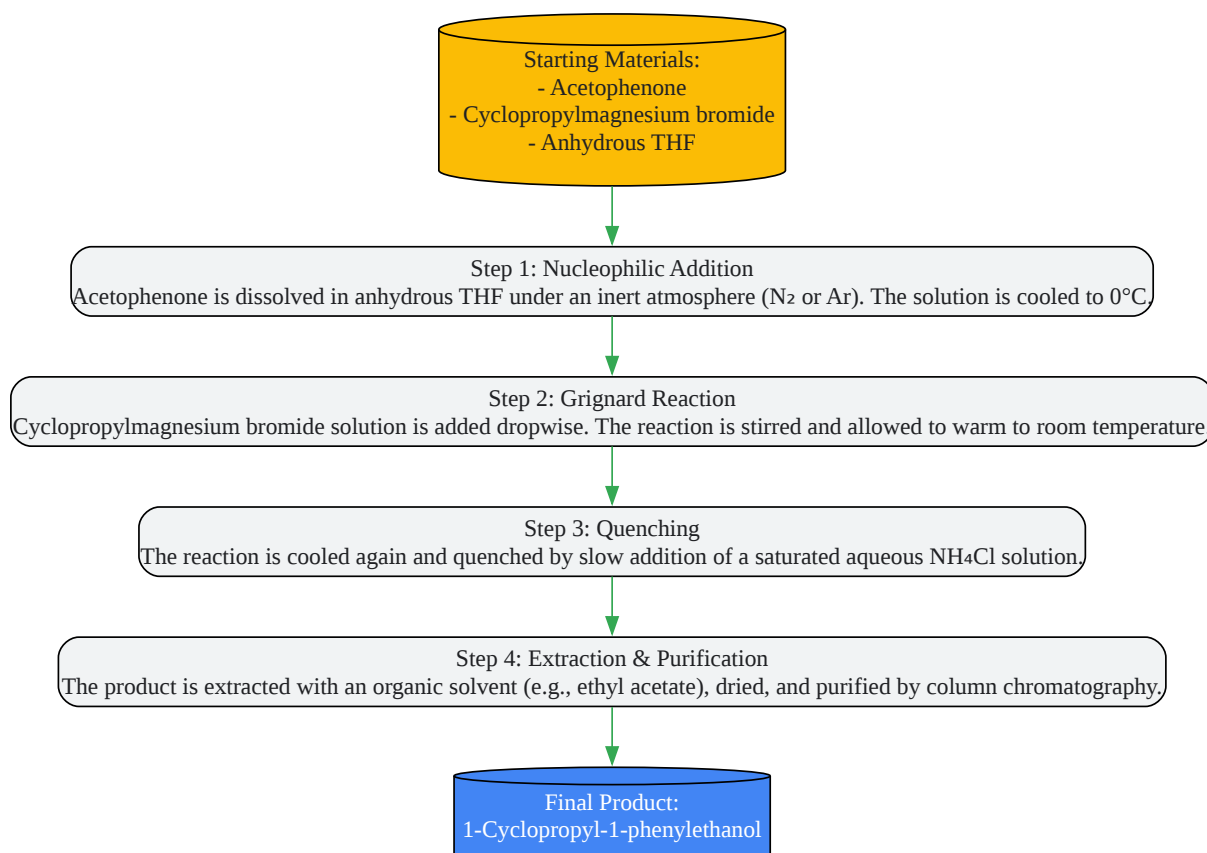 Starting Materials:
- Acetophenone
- Cyclopropylmagnesium bromide
- Anhydrous THF
Step 1: Nucleophilic Addition
Acetophenone is dissolved in anhydrous THF under an inert atmosphere (N₂ or Ar). The solution is cooled to 0°C.
Step 2: Grignard Reaction
Cyclopropylmagnesium bromide solution is added dropwise. The reaction is stirred and allowed to warm to room temperature.
Step 3: Quenching
The reaction is cooled again and quenched by slow addition of a saturated aqueous NH₄Cl solution.
Step 4: Extraction & Purification
The product is extracted with an organic solvent (e.g., ethyl acetate), dried, and purified by column chromatography.
Final Product:
1-Cyclopropyl-1-phenylethanol